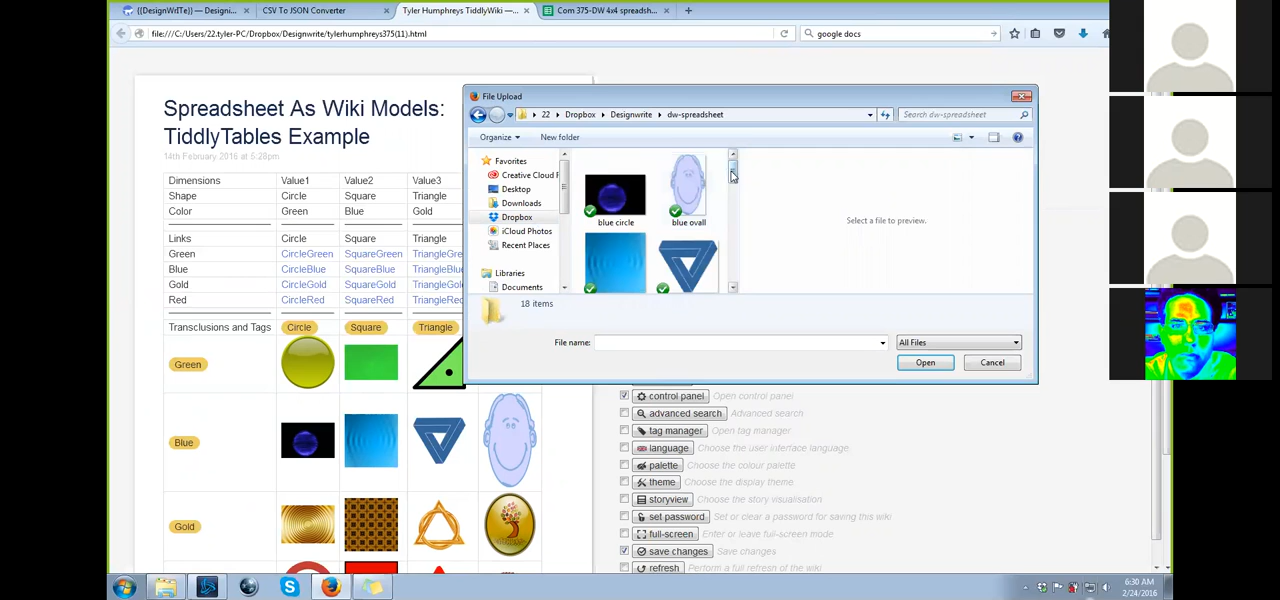 ((DesignWriTe)) — Designi...
CSV To JSON Converter
Tyler Humphreys TiddlyWiki —...
Com 375-DW 4x4 spreadsh...
file:///C:/Users/22.tyler-PC/Dropbox/Designwrite/tylerhumphreys375(11).html
google docs
Spreadsheet As Wiki Models:
TiddlyTables Example
14th February 2016 at 5:28pm
Dimensions Value1 Value2 Value3
Shape Circle Square Triangle
Color Green Blue Gold
Links Circle Square Triangle
Green CircleGreen SquareGreen TriangleGree
Blue CircleBlue SquareBlue TriangleBlu
Gold CircleGold SquareGold TriangleGol
Red CircleRed SquareRed TriangleRed
Transclusions and Tags Circle Square Triangle
Green
Blue
Gold
File Upload
22 Dropbox Designwrite dw-spreadsheet
Search dw-spreadsheet
Organize New folder
Favorites
Creative Cloud F
Desktop
Downloads
Dropbox
iCloud Photos
Recent Places
Libraries
Documents
blue circle
blue ovall
Select a file to preview.
18 items
File name:
All Files
Open Cancel
control panel Open control panel
advanced search Advanced search
tag manager Open tag manager
language Choose the user interface language
palette Choose the colour palette
theme Choose the display theme
storyview Choose the story visualisation
set password Set or clear a password for saving this wiki
full-screen Enter or leave full-screen mode
save changes Save changes
refresh Perform a full refresh of the wiki
6:30 AM
2/24/2016